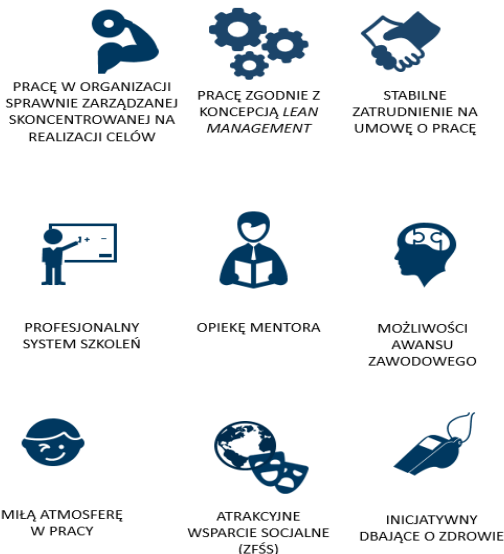 PRACĘ W ORGANIZACJI
SPRAWNIE ZARZĄDZANEJ
SKONCENTROWANEJ NA
REALIZACJI CELÓW
PRACĘ ZGODNIE Z
KONCEPCJĄ LEAN
MANAGEMENT
STABILNE
ZATRUDNIENIE NA
UMOWĘ O PRACĘ
PROFESJONALNY
SYSTEM SZKOLEŃ
OPIEKĘ MENTORA
MOŻLIWOŚCI
AWANSU
ZAWODOWEGO
MIŁĄ ATMOSFERĘ
W PRACY
ATRAKCYJNE
WSPARCIE SOCJALNE
(ZFŚS)
INICJATYWNY
DBAJĄCE O ZDROWIE